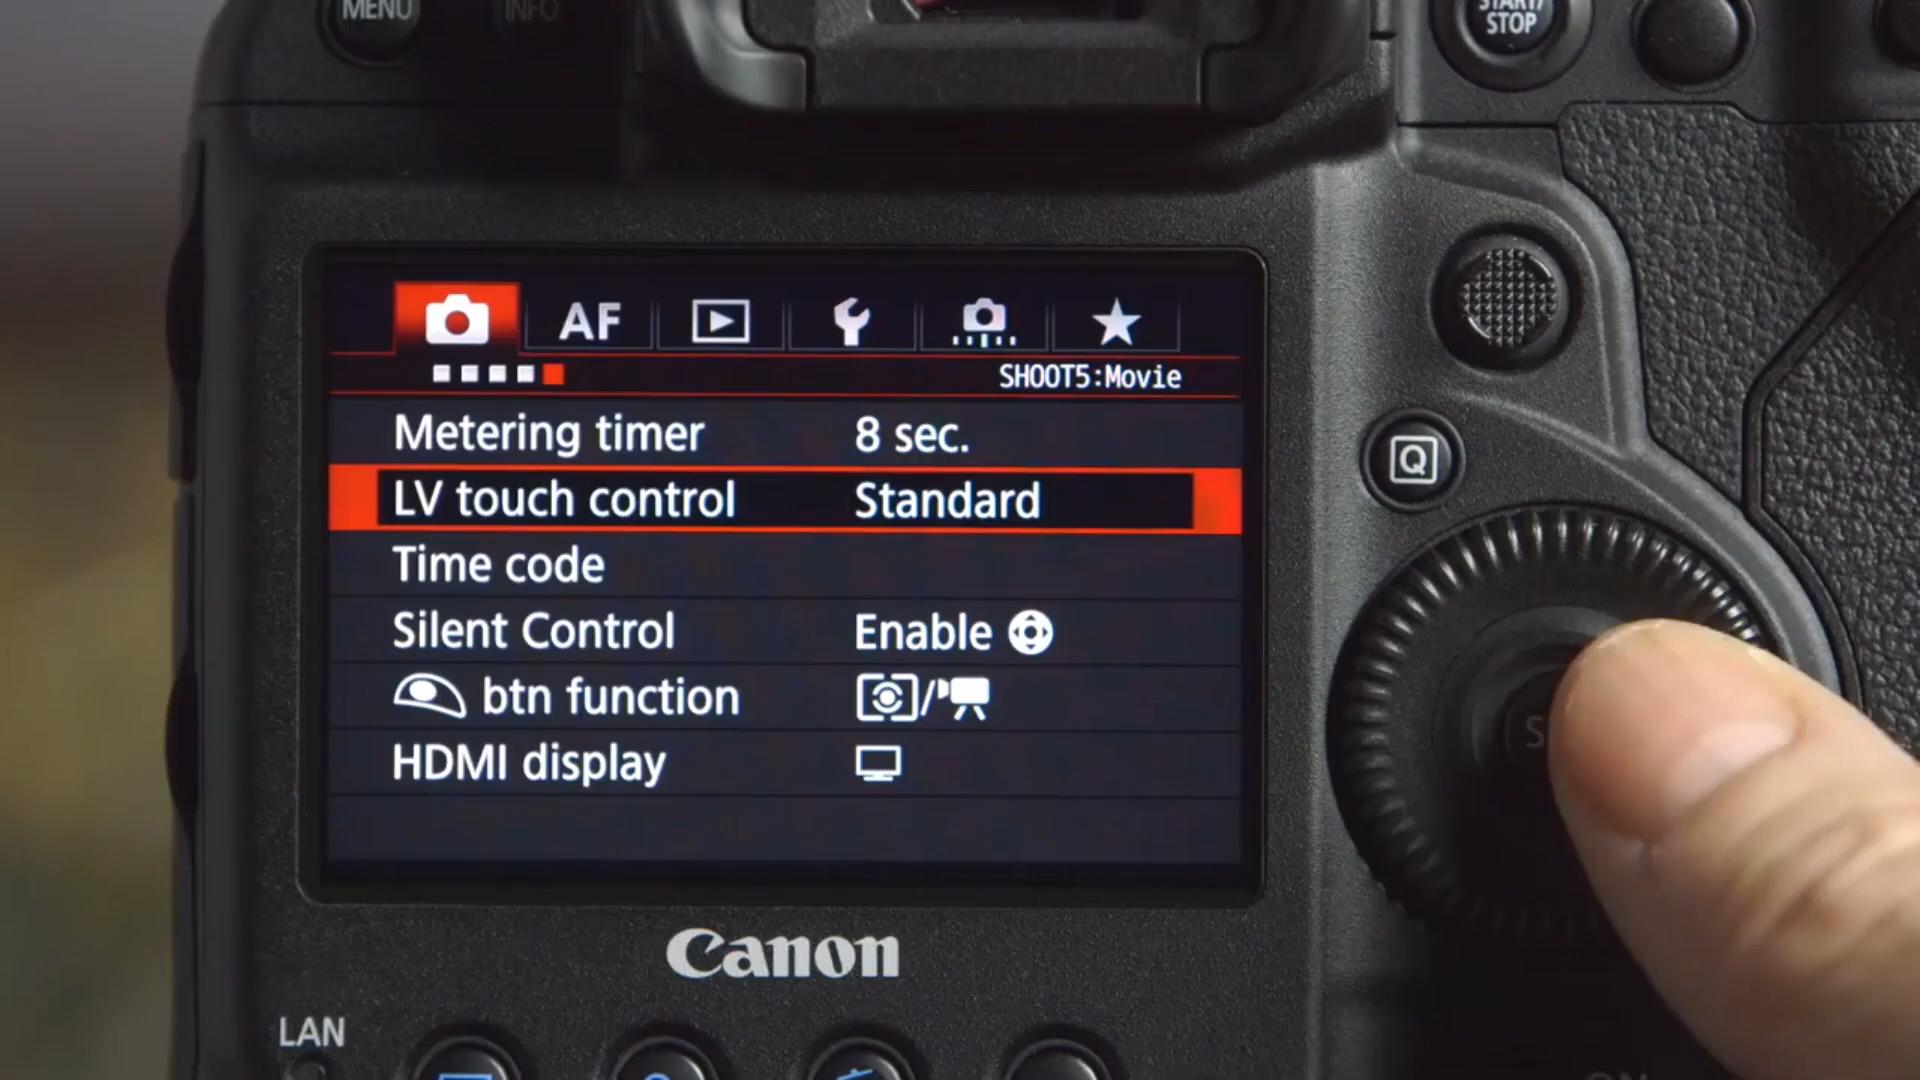 MENU
INFO
START/
STOP
AF
SHOOT5:Movie
Metering timer 8 sec.
LV touch control Standard
Q
Time code
Silent Control Enable
btn function /
HDMI display
Canon
LAN